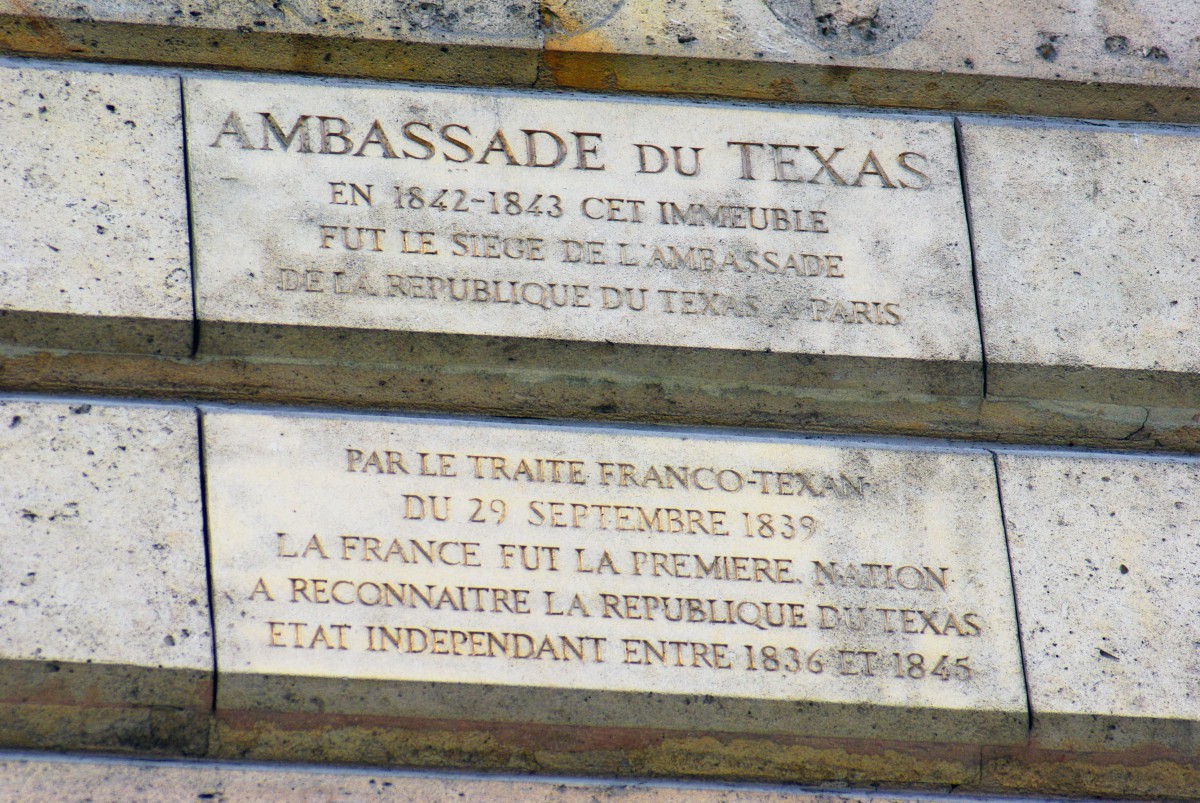 AMBASSADE DU TEXAS
EN 1842-1843 CET IMMEUBLE
FUT LE SIEGE DE L'AMBASSADE
DE LA REPUBLIQUE DU TEXAS A PARIS
PAR LE TRAITE FRANCO-TEXAN
DU 29 SEPTEMBRE 1839
LA FRANCE FUT LA PREMIERE NATION
A RECONNAITRE LA REPUBLIQUE DU TEXAS
ETAT INDEPENDANT ENTRE 1836 ET 1845